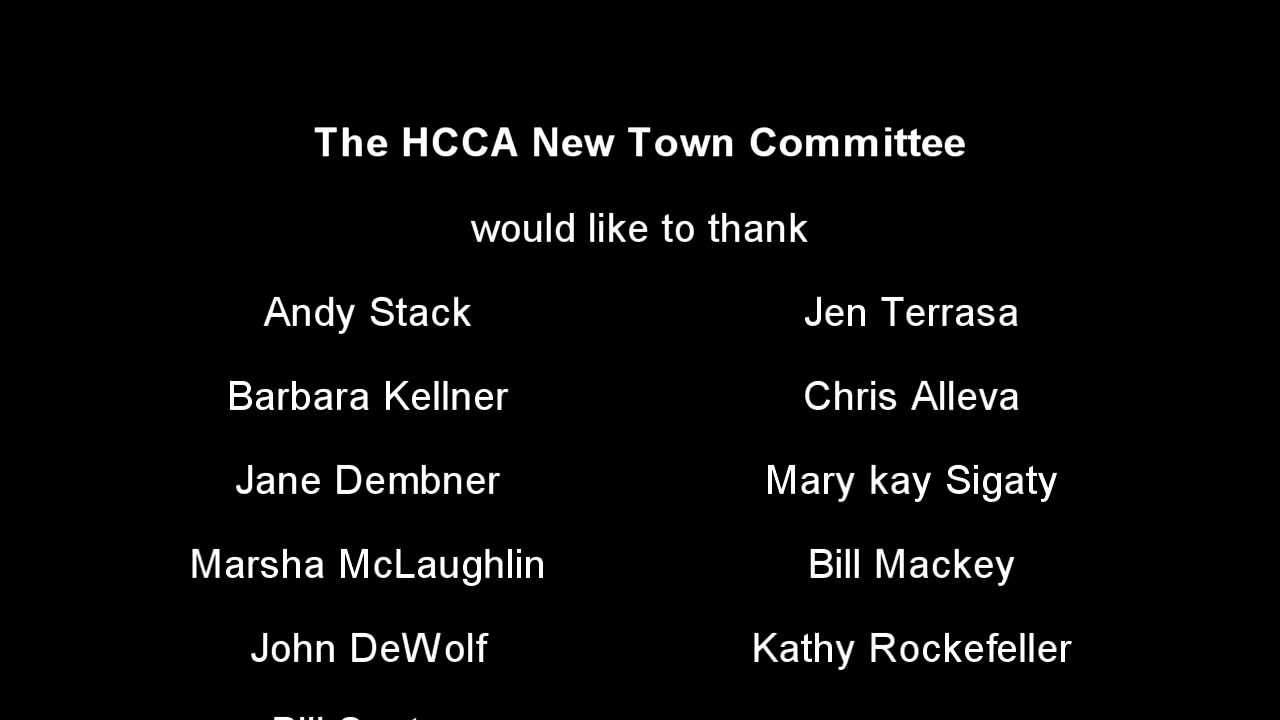 The HCCA New Town Committee
would like to thank
Andy Stack Jen Terrasa
Barbara Kellner Chris Alleva
Jane Dembner Mary kay Sigaty
Marsha McLaughlin Bill Mackey
John DeWolf Kathy Rockefeller
Bill